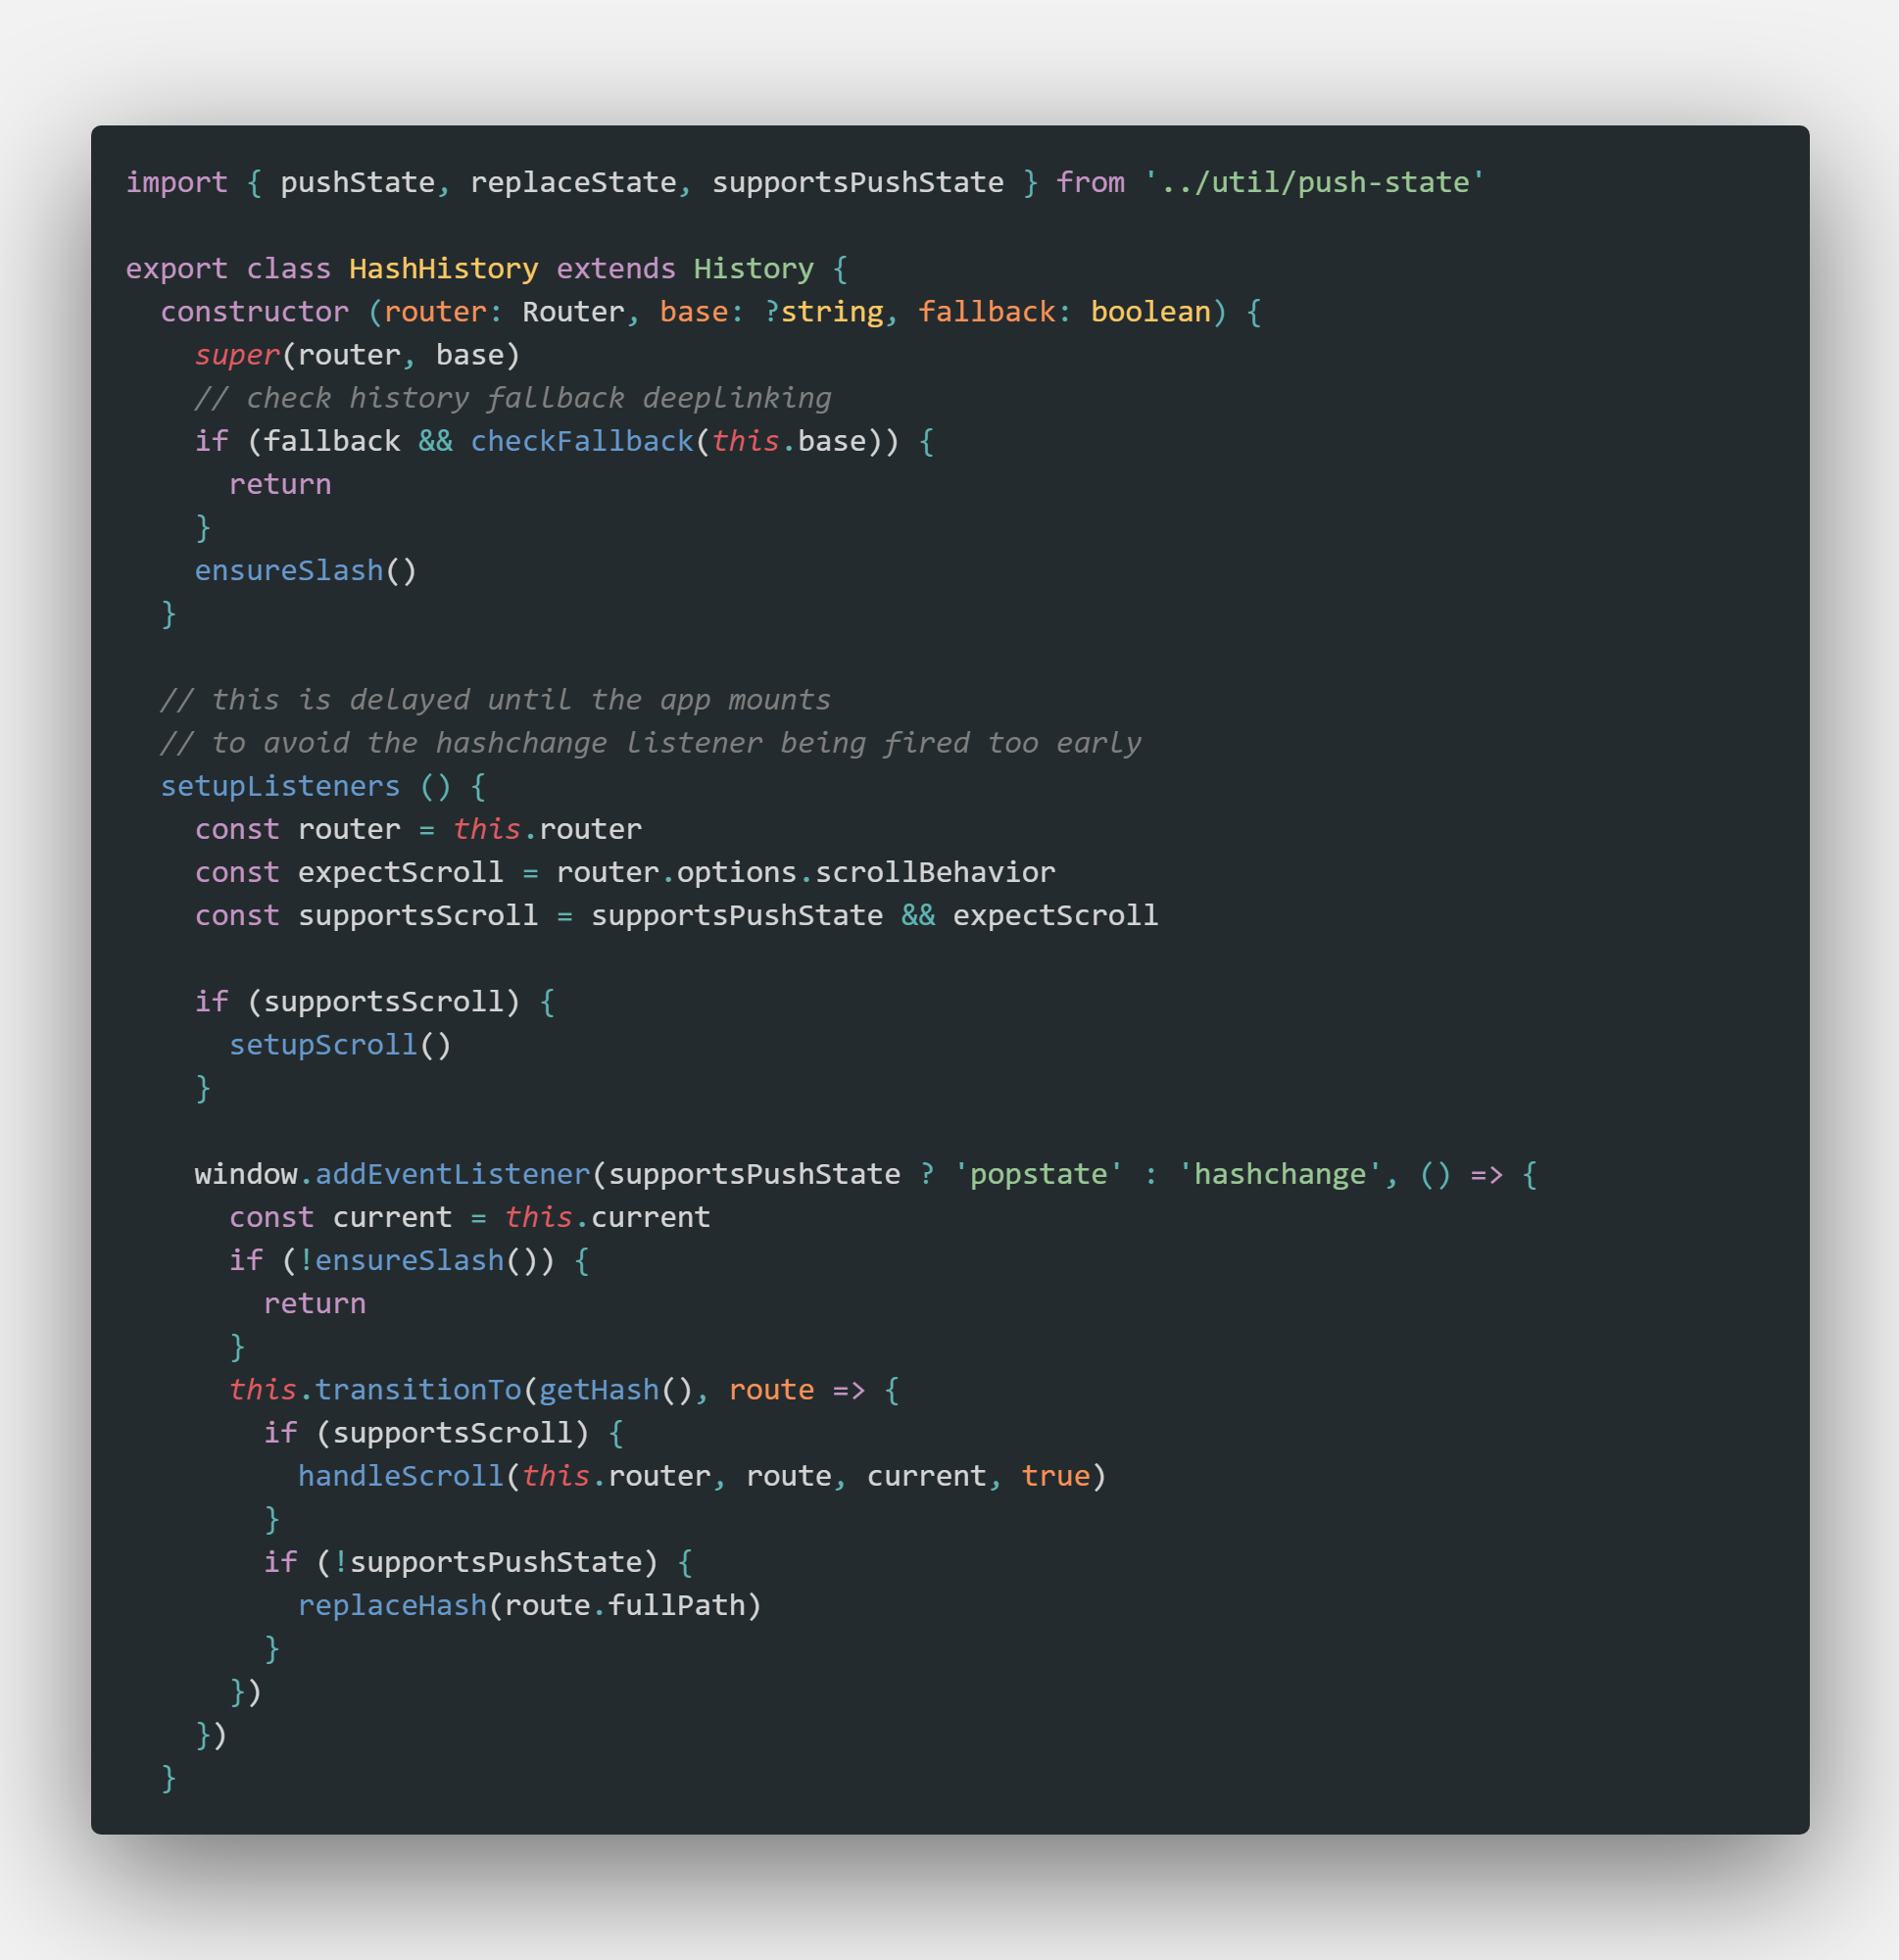 import { pushState, replaceState, supportsPushState } from '../util/push-state'

export class HashHistory extends History {
  constructor (router: Router, base: ?string, fallback: boolean) {
    super(router, base)
    // check history fallback deeplinking
    if (fallback && checkFallback(this.base)) {
      return
    }
    ensureSlash()
  }

  // this is delayed until the app mounts
  // to avoid the hashchange listener being fired too early
  setupListeners () {
    const router = this.router
    const expectScroll = router.options.scrollBehavior
    const supportsScroll = supportsPushState && expectScroll

    if (supportsScroll) {
      setupScroll()
    }

    window.addEventListener(supportsPushState ? 'popstate' : 'hashchange', () => {
      const current = this.current
      if (!ensureSlash()) {
        return
      }
      this.transitionTo(getHash(), route => {
        if (supportsScroll) {
          handleScroll(this.router, route, current, true)
        }
        if (!supportsPushState) {
          replaceHash(route.fullPath)
        }
      })
    })
  }